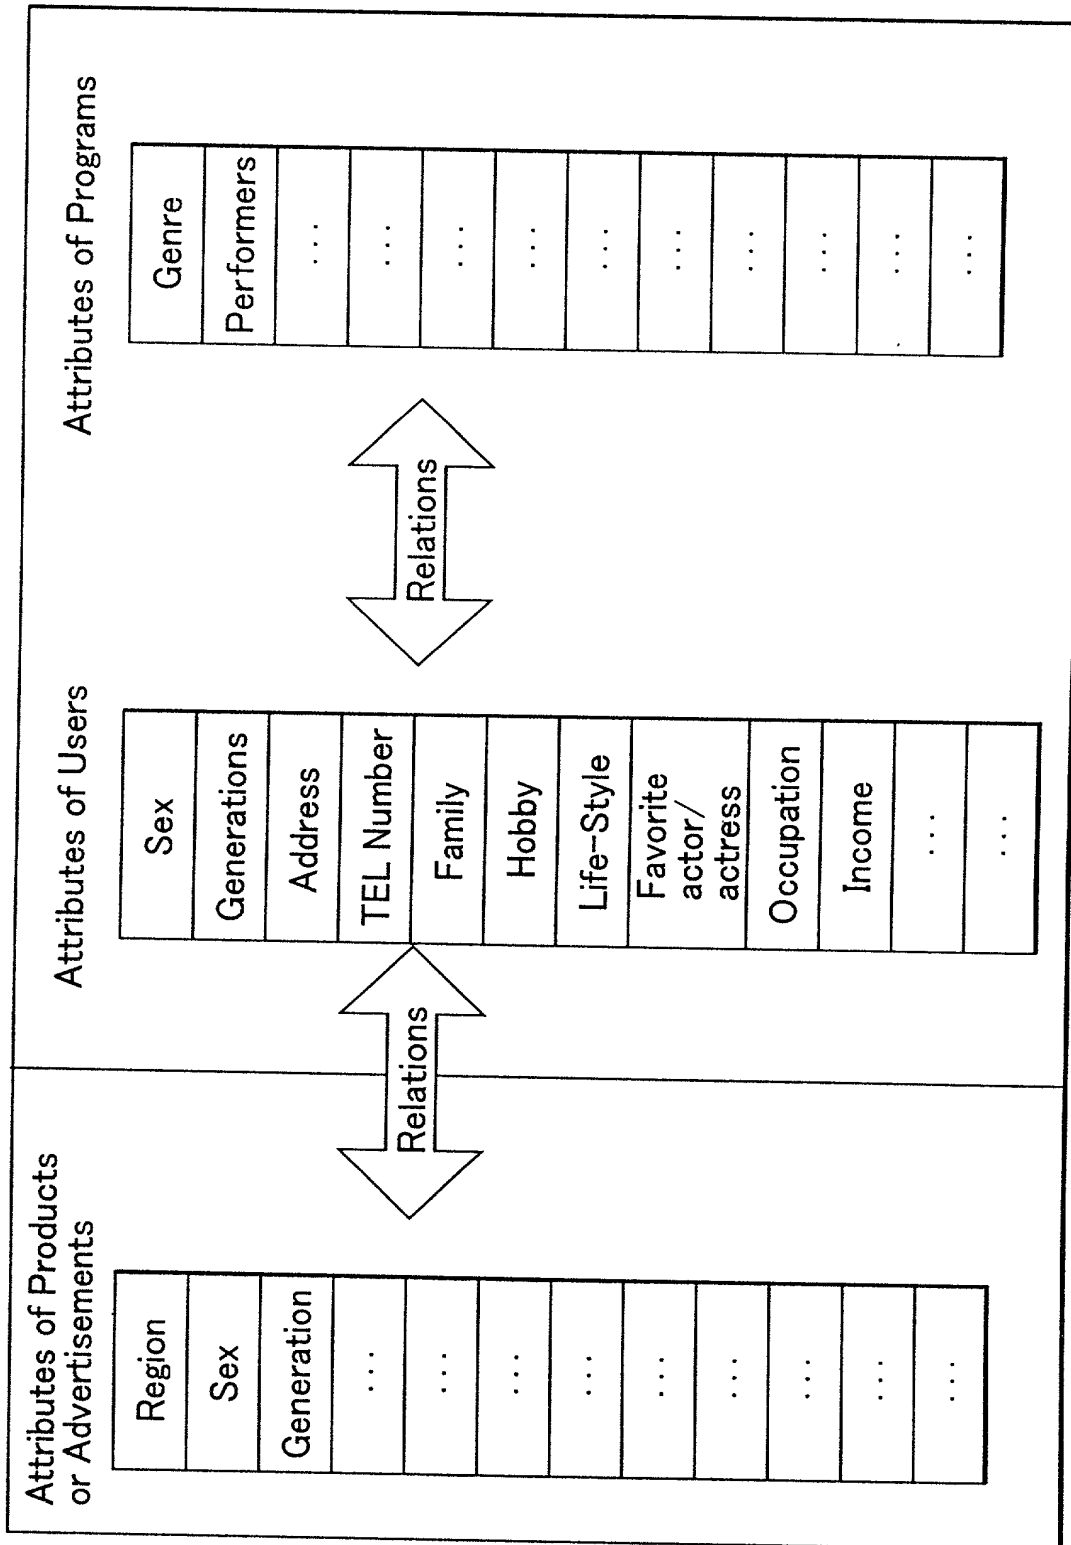 Attributes of Products
or Advertisements
Region
Sex
Generation
...
...
...
...
...
...
...
...
...
Relations
Attributes of Users
Sex
Generations
Address
TEL Number
Family
Hobby
Life-Style
Favorite
actor/
actress
Occupation
Income
...
...
Relations
Attributes of Programs
Genre
Performers
...
...
...
...
...
...
...
...
...
...